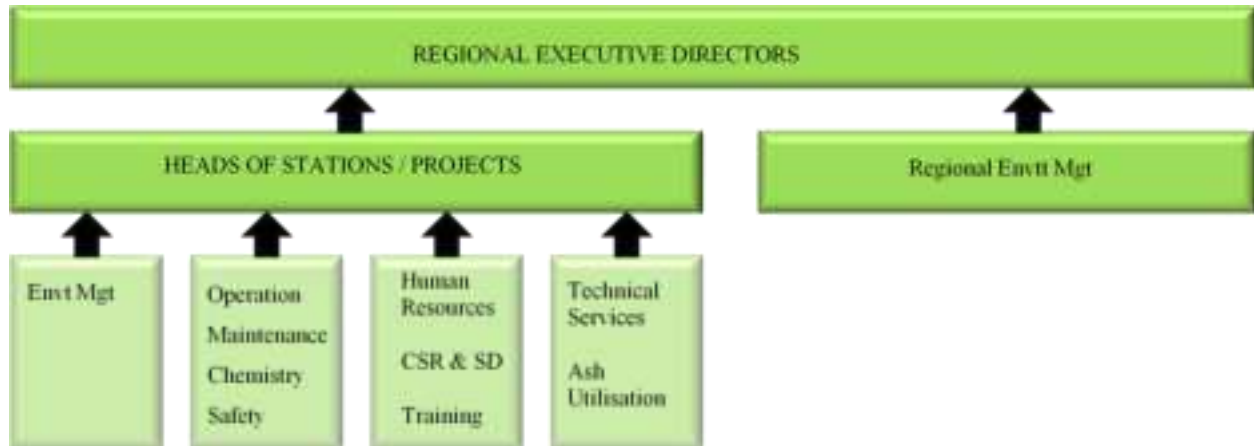 REGIONAL EXECUTIVE DIRECTORS
HEADS OF STATIONS / PROJECTS
Regional Envtt Mgt
Envt Mgt
Operation
Maintenance
Chemistry
Safety
Human
Resources
CSR & SD
Training
Technical
Services
Ash
Utilisation